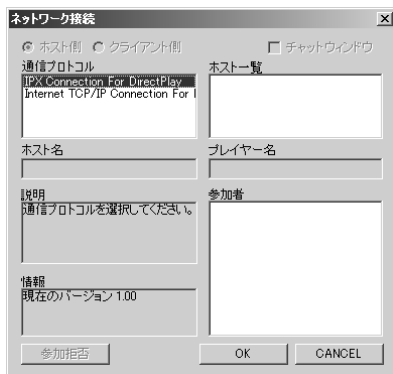 ネットワーク接続
ホスト側 クライアント側 チャットウィンドウ
通信プロトコル
IPX Connection For DirectPlay
Internet TCP/IP Connection For
ホスト一覧
ホスト名
プレイヤー名
説明
通信プロトコルを選択してください。
参加者
情報
現在のバージョン 1.00
参加拒否
OK
CANCEL